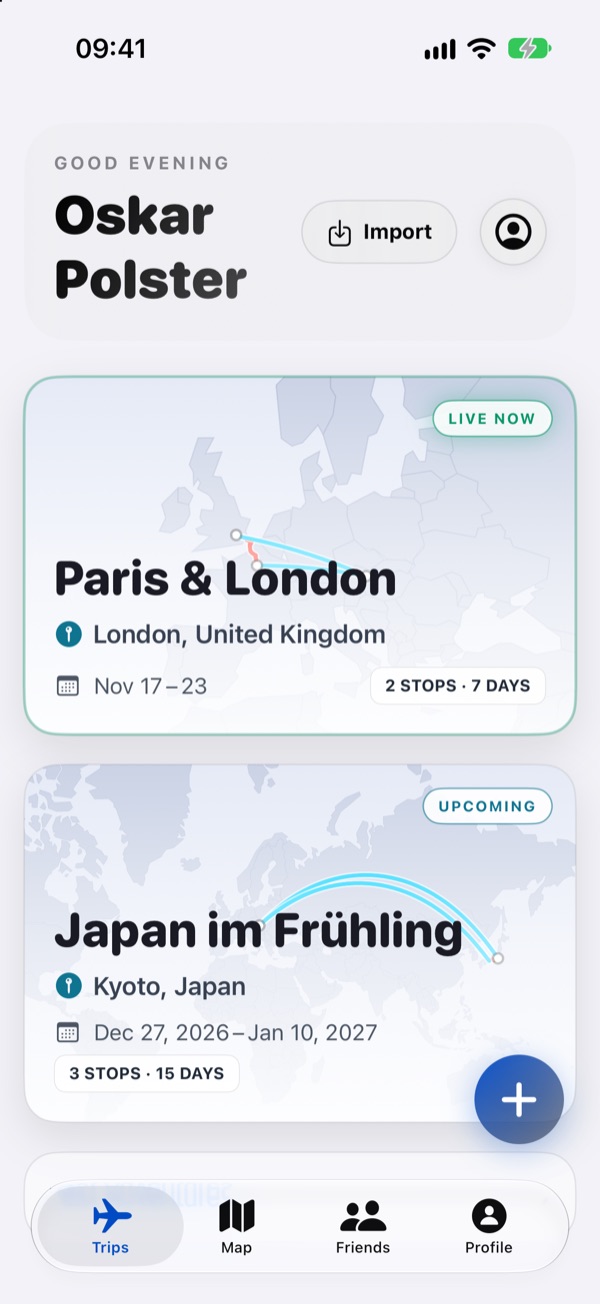 09:41
GOOD EVENING
Oskar
Polster
Import
LIVE NOW
Paris & London
London, United Kingdom
Nov 17 – 23
2 STOPS · 7 DAYS
UPCOMING
Japan im Frühling
Kyoto, Japan
Dec 27, 2026 – Jan 10, 2027
3 STOPS · 15 DAYS
Trips
Map
Friends
Profile